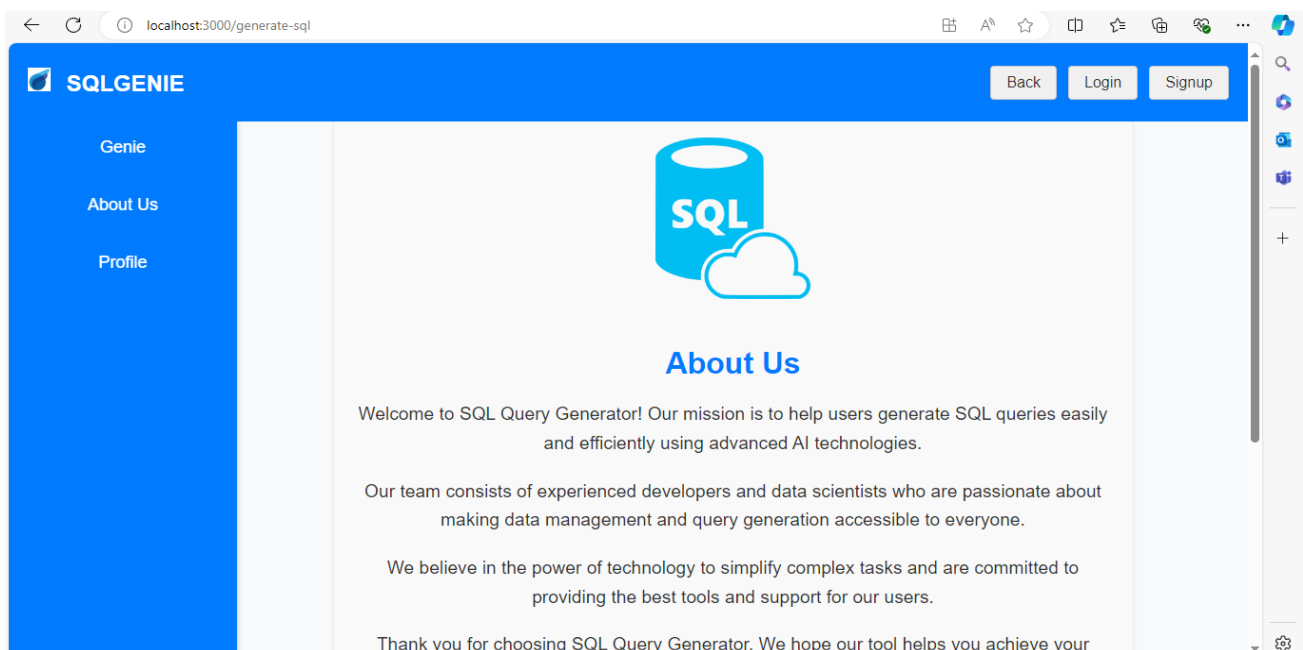 localhost:3000/generate-sql
SQLGENIE
Back
Login
Signup
Genie
About Us
Profile
SQL
About Us
Welcome to SQL Query Generator! Our mission is to help users generate SQL queries easily
and efficiently using advanced AI technologies.
Our team consists of experienced developers and data scientists who are passionate about
making data management and query generation accessible to everyone.
We believe in the power of technology to simplify complex tasks and are committed to
providing the best tools and support for our users.
Thank you for choosing SQL Query Generator. We hope our tool helps you achieve your